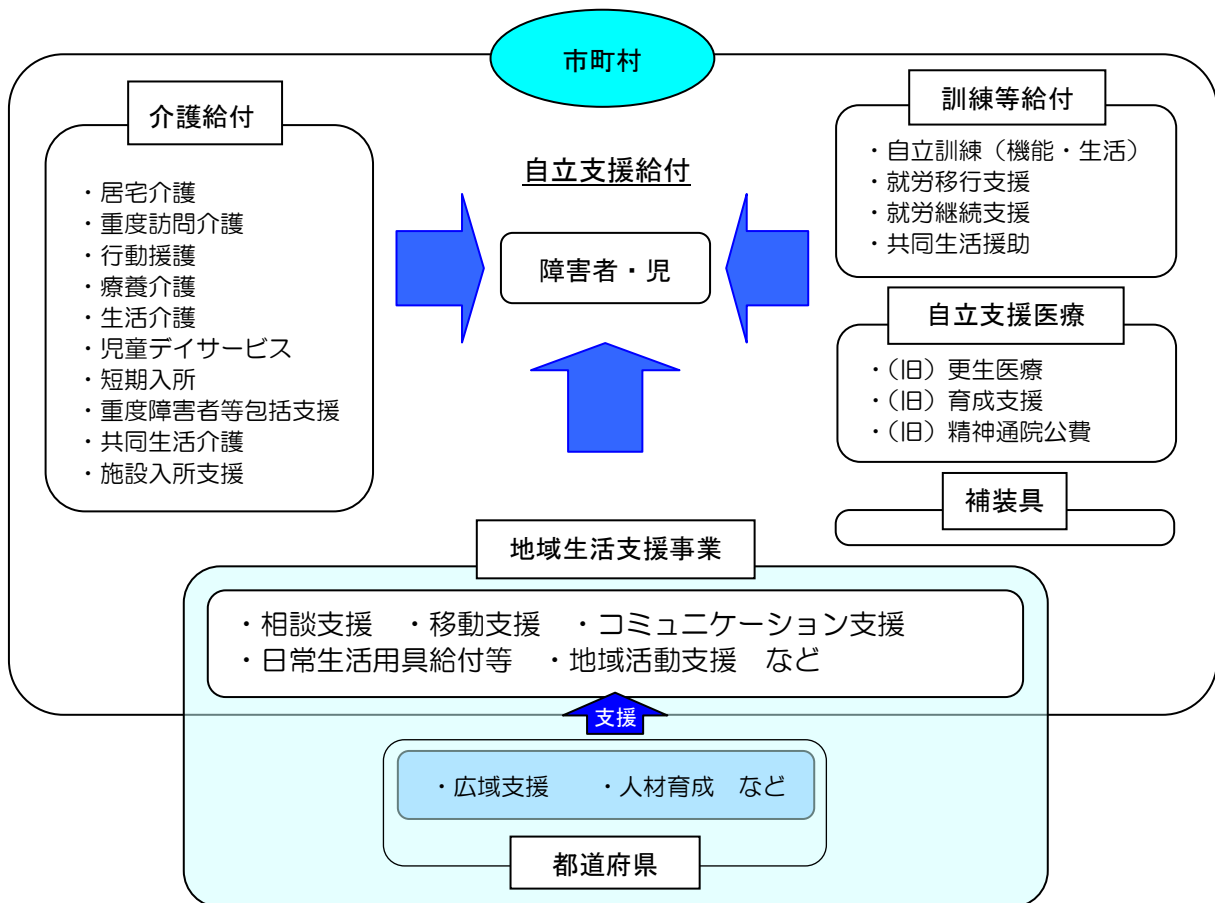 市町村
介護給付
・居宅介護
・重度訪問介護
・行動援護
・療養介護
・生活介護
・児童デイサービス
・短期入所
・重度障害者等包括支援
・共同生活介護
・施設入所支援
自立支援給付
障害者・児
訓練等給付
・自立訓練（機能・生活）
・就労移行支援
・就労継続支援
・共同生活援助
自立支援医療
・（旧）更生医療
・（旧）育成支援
・（旧）精神通院公費
補装具
地域生活支援事業
・相談支援　・移動支援　・コミュニケーション支援
・日常生活用具給付等　・地域活動支援　など
支援
・広域支援　　・人材育成　など
都道府県